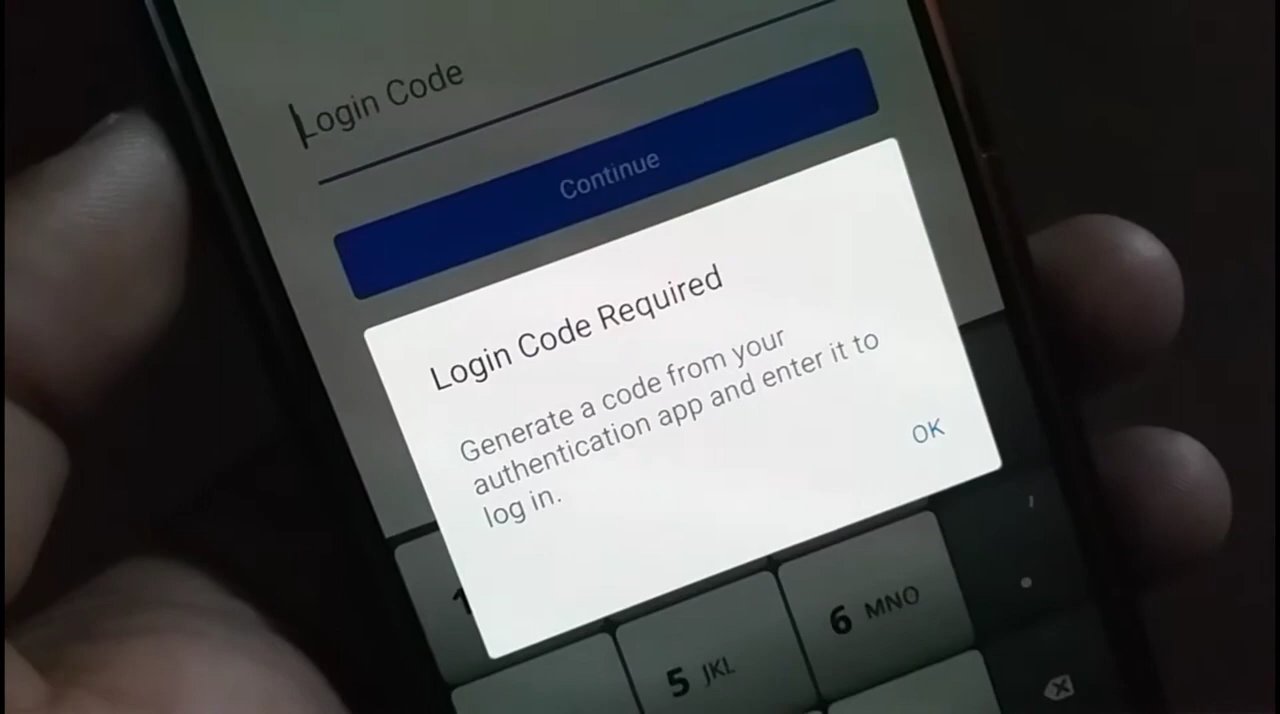 Login Code
Continue
Login Code Required
Generate a code from your
authentication app and enter it to
log in.
OK
1
5 JKL
6 MNO
,
.